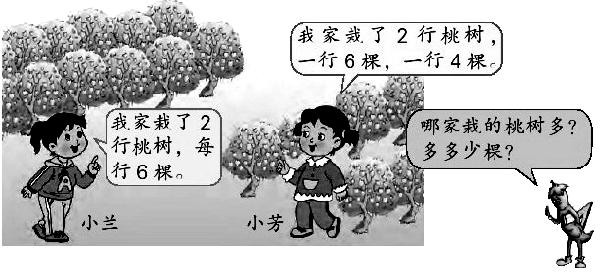 我家栽了 2 行桃树，
一行 6 棵，一行 4 棵。
我家栽了 2
行桃树，每
行 6 棵。
哪家栽的桃树多？
多多少棵？
小兰
小芳